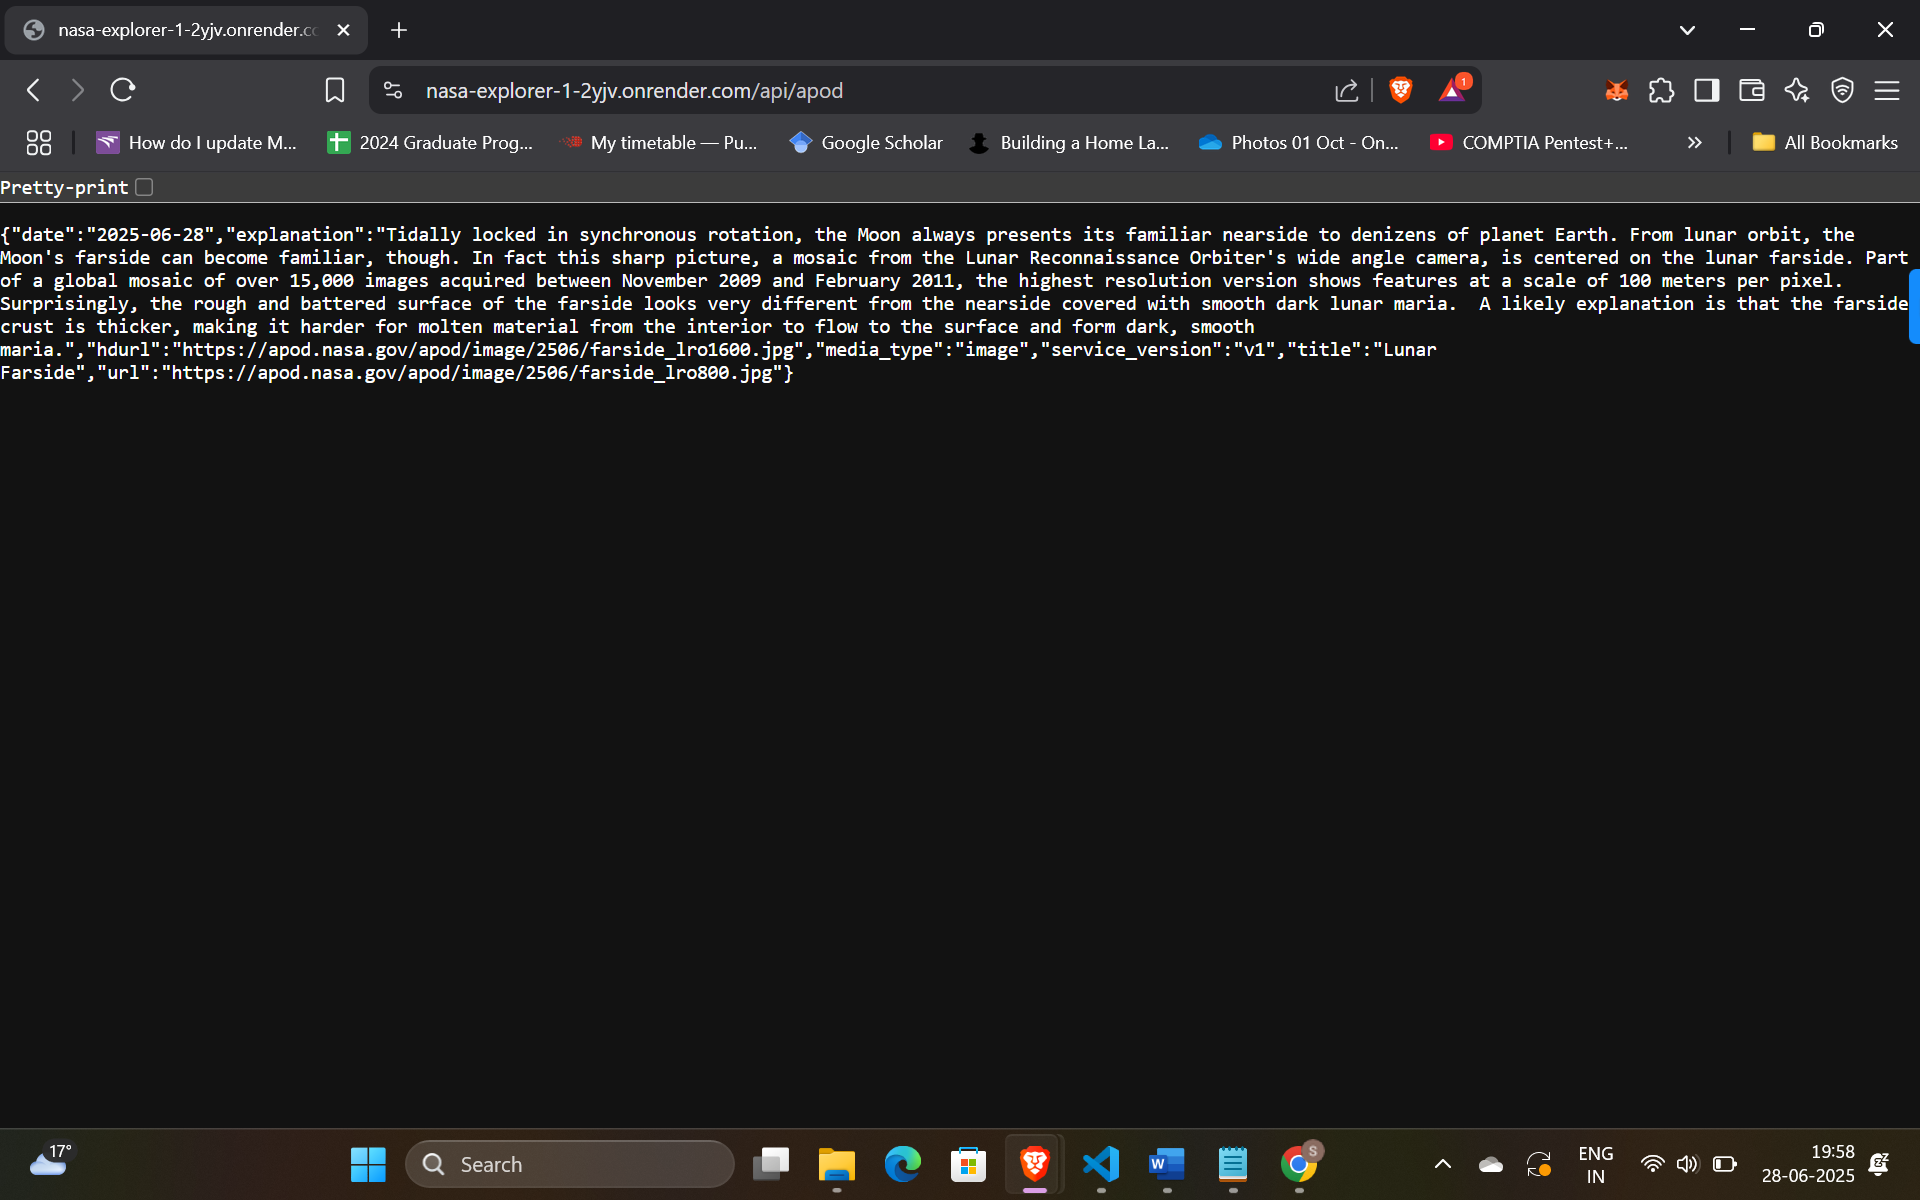 nasa-explorer-1-2yjv.onrender.co
nasa-explorer-1-2yjv.onrender.com/api/apod
1
How do I update M...
2024 Graduate Prog...
My timetable — Pu...
Google Scholar
Building a Home La...
Photos 01 Oct - On...
COMPTIA Pentest+...
All Bookmarks
Pretty-print
{"date":"2025-06-28","explanation":"Tidally locked in synchronous rotation, the Moon always presents its familiar nearside to denizens of planet Earth. From lunar orbit, the
Moon's farside can become familiar, though. In fact this sharp picture, a mosaic from the Lunar Reconnaissance Orbiter's wide angle camera, is centered on the lunar farside. Part
of a global mosaic of over 15,000 images acquired between November 2009 and February 2011, the highest resolution version shows features at a scale of 100 meters per pixel.
Surprisingly, the rough and battered surface of the farside looks very different from the nearside covered with smooth dark lunar maria.  A likely explanation is that the farside
crust is thicker, making it harder for molten material from the interior to flow to the surface and form dark, smooth
maria.","hdurl":"https://apod.nasa.gov/apod/image/2506/farside_lro1600.jpg","media_type":"image","service_version":"v1","title":"Lunar
Farside","url":"https://apod.nasa.gov/apod/image/2506/farside_lro800.jpg"}
17°
Search
W
S
ENG
IN
19:58
28-06-2025